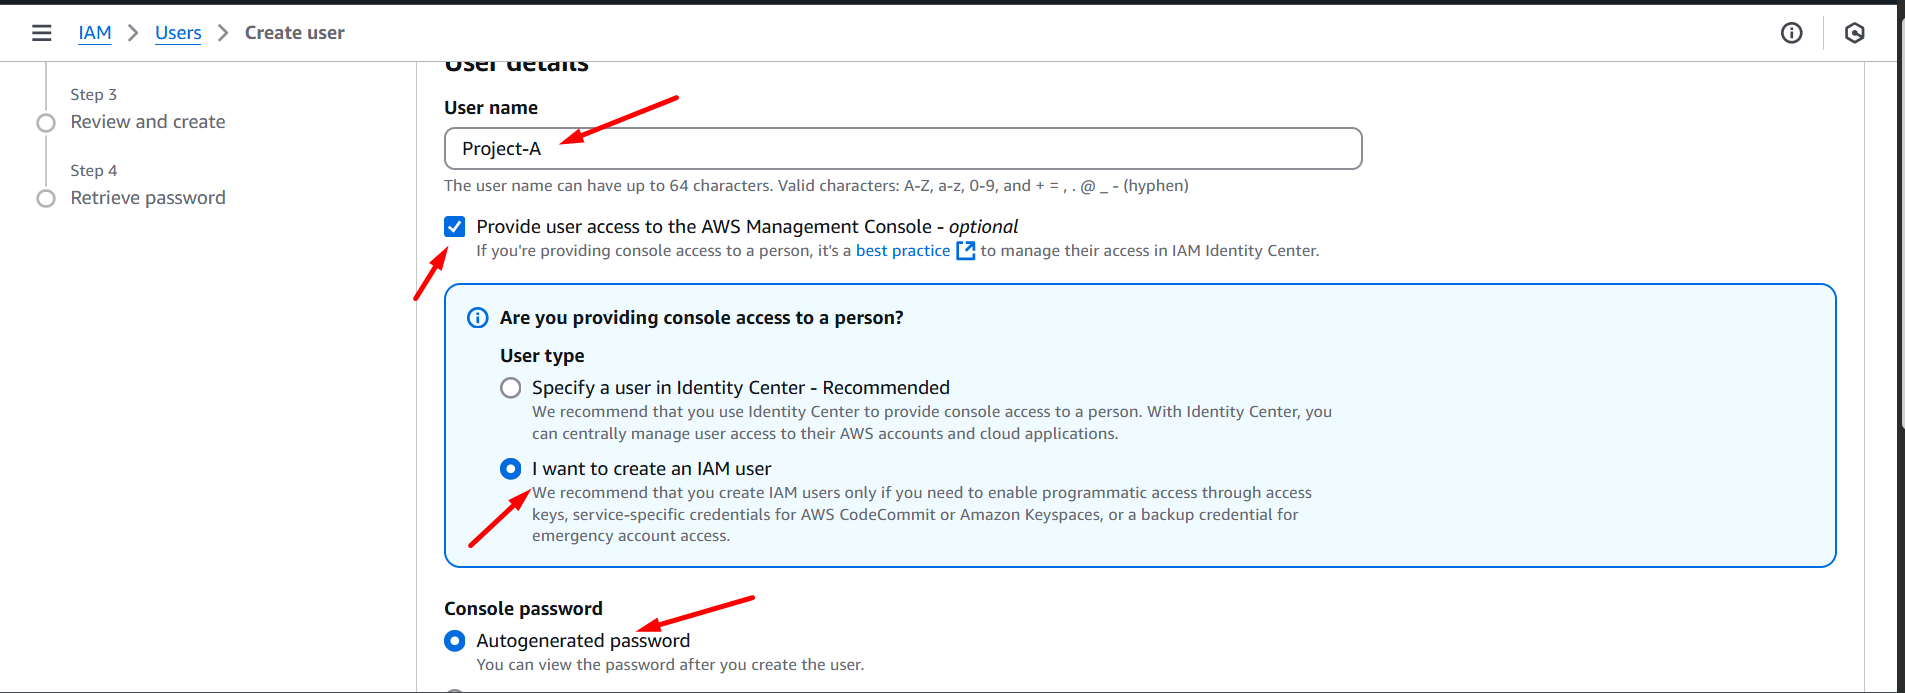 IAM > Users > Create user
User details
Step 3
Review and create
Step 4
Retrieve password
User name
Project-A
The user name can have up to 64 characters. Valid characters: A-Z, a-z, 0-9, and + = , . @ _ - (hyphen)
Provide user access to the AWS Management Console - optional
If you're providing console access to a person, it's a best practice to manage their access in IAM Identity Center.
Are you providing console access to a person?
User type
Specify a user in Identity Center - Recommended
We recommend that you use Identity Center to provide console access to a person. With Identity Center, you
can centrally manage user access to their AWS accounts and cloud applications.
I want to create an IAM user
We recommend that you create IAM users only if you need to enable programmatic access through access
keys, service-specific credentials for AWS CodeCommit or Amazon Keyspaces, or a backup credential for
emergency account access.
Console password
Autogenerated password
You can view the password after you create the user.